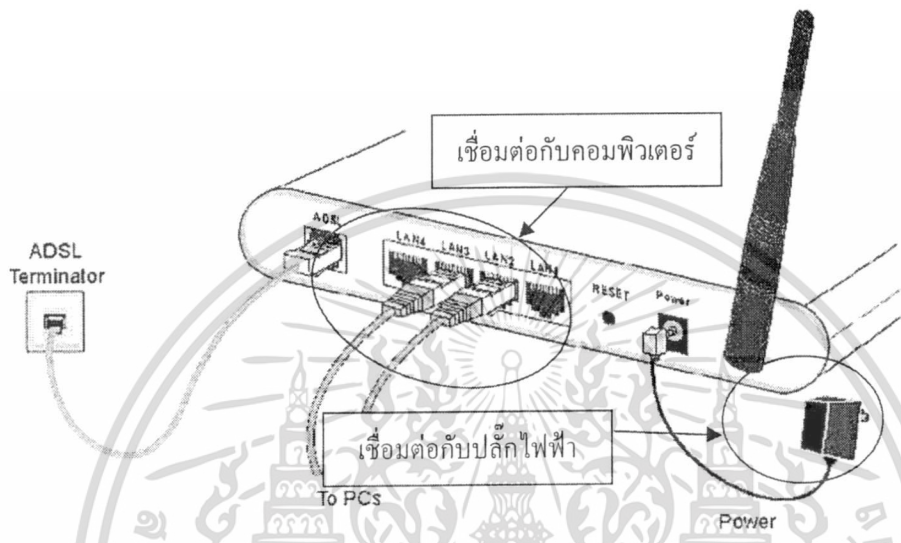 เชื่อมต่อกับคอมพิวเตอร์
ADSL
ADSL
Terminator
LAN4 LAN3 LAN2 LAN1
RESET
Power
เชื่อมต่อกับปลั๊กไฟฟ้า
To PCs
Power